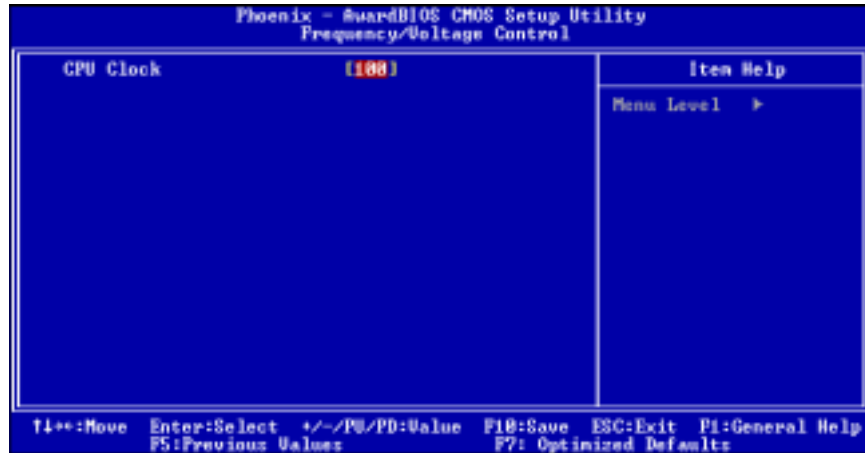 Phoenix - AwardBIOS CMOS Setup Utility
Frequency/Voltage Control
CPU Clock [100]
Item Help
Menu Level ►
↑↓→←:Move Enter:Select +/-/PU/PD:Value F10:Save ESC:Exit F1:General Help
F5:Previous Values F7: Optimized Defaults